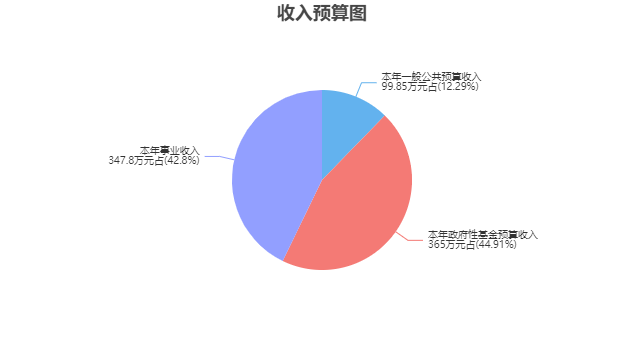 收入预算图
本年一般公共预算收入
99.85万元占(12.29%)
本年事业收入
347.8万元占(42.8%)
本年政府性基金预算收入
365万元占(44.91%)